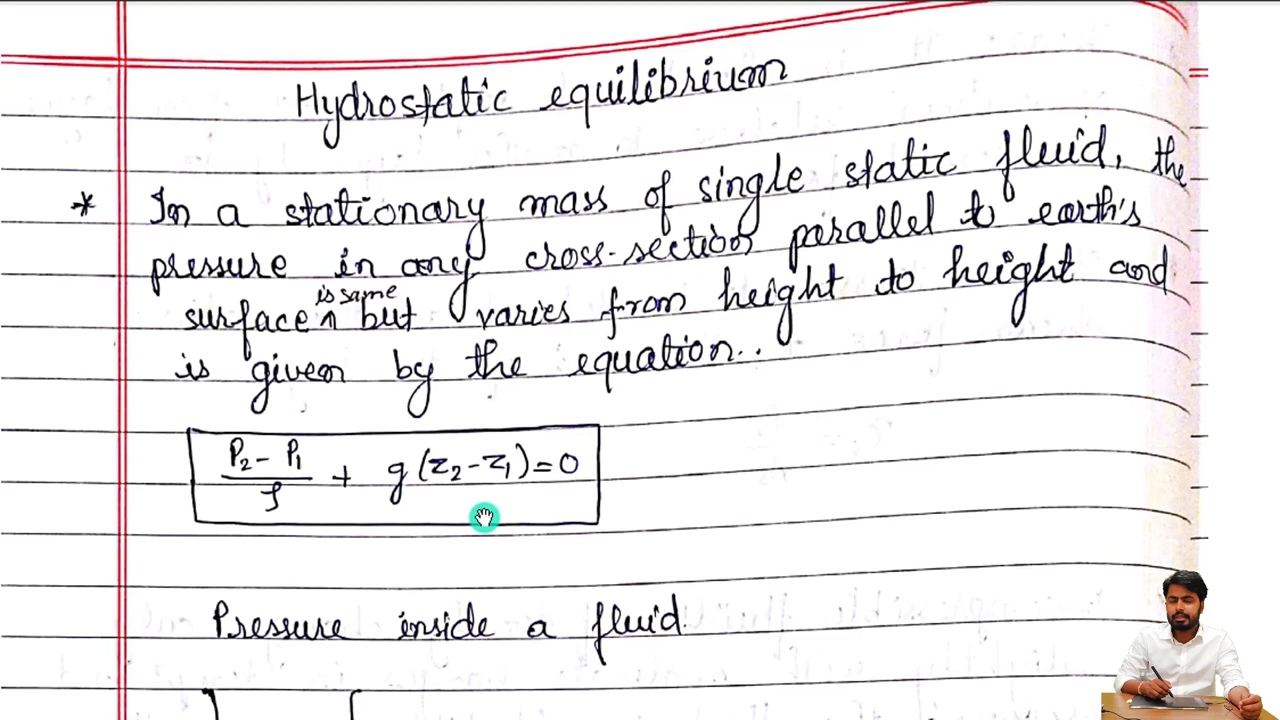 Hydrostatic equilibrium
* In a stationary mass of single static fluid, the
pressure in any cross-section parallel to earth's
is same
surface ^ but varies from height to height and
is given by the equation..
P₂ - P₁
/ρ + g(z₂-z₁)=0
Pressure inside a fluid.